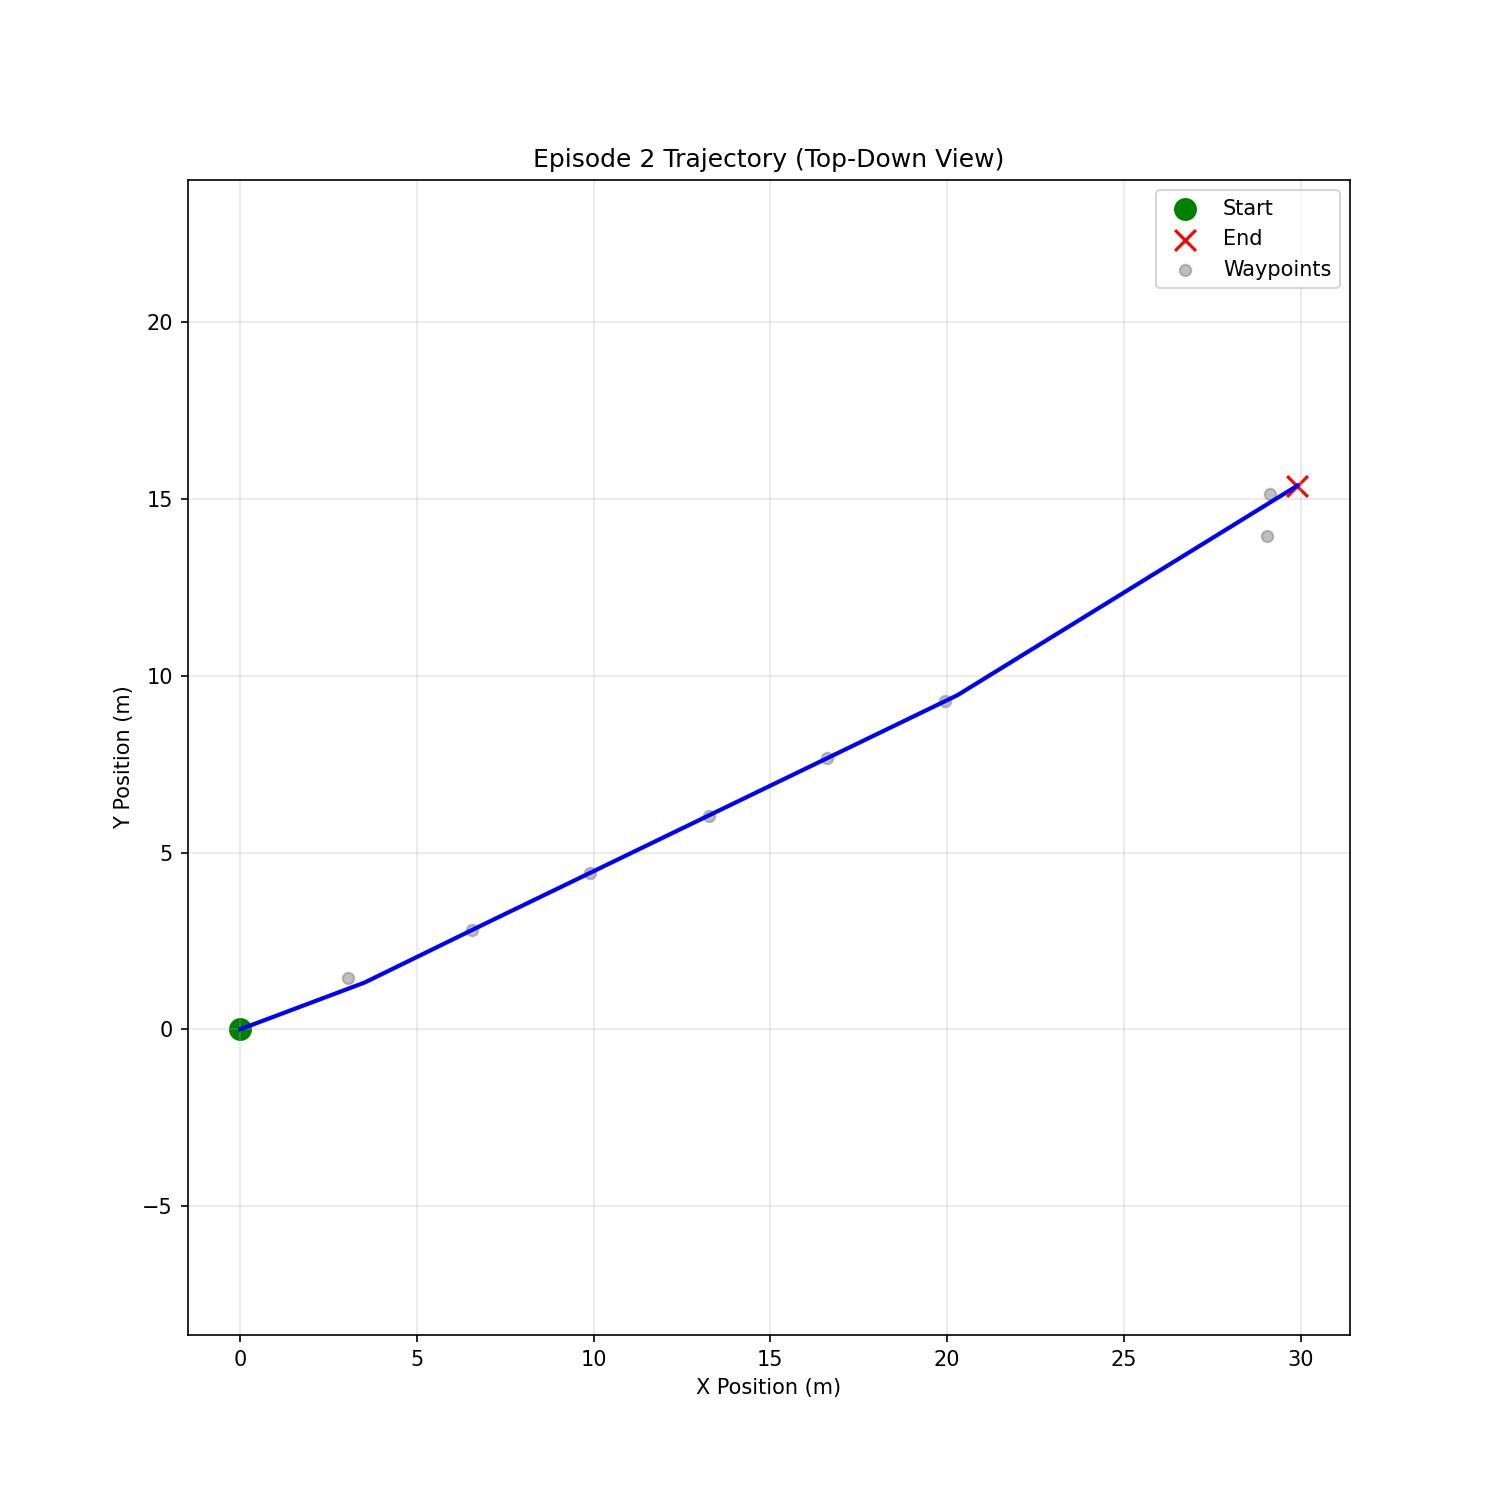 Episode 2 Trajectory (Top-Down View)
Start
End
Waypoints
20
15
10
5
0
−5
Y Position (m)
0 5 10 15 20 25 30
X Position (m)